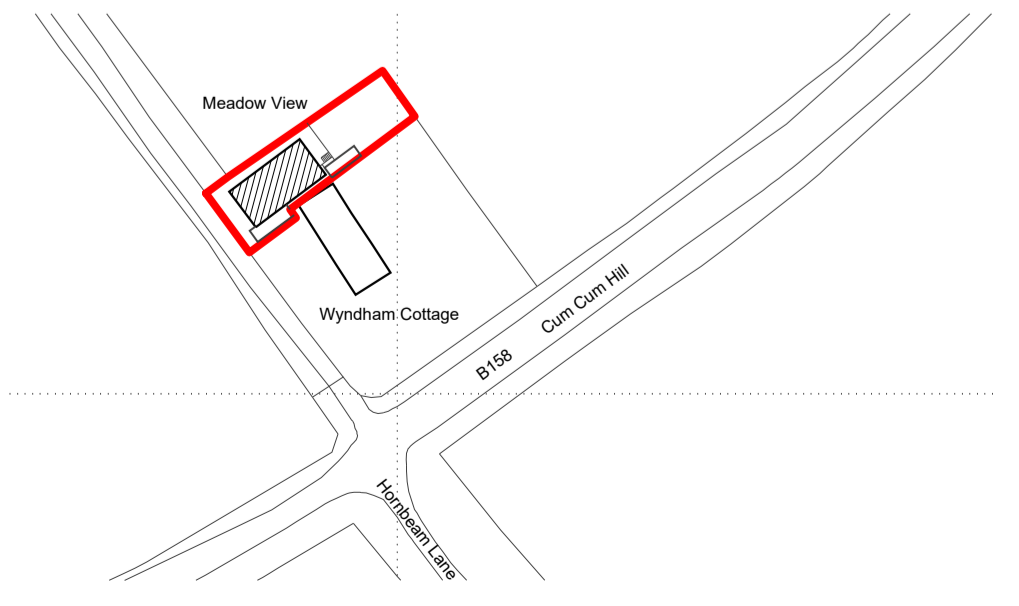 Meadow View
Wyndham Cottage
Cum Cum Hill
B158
Hornbeam Lane